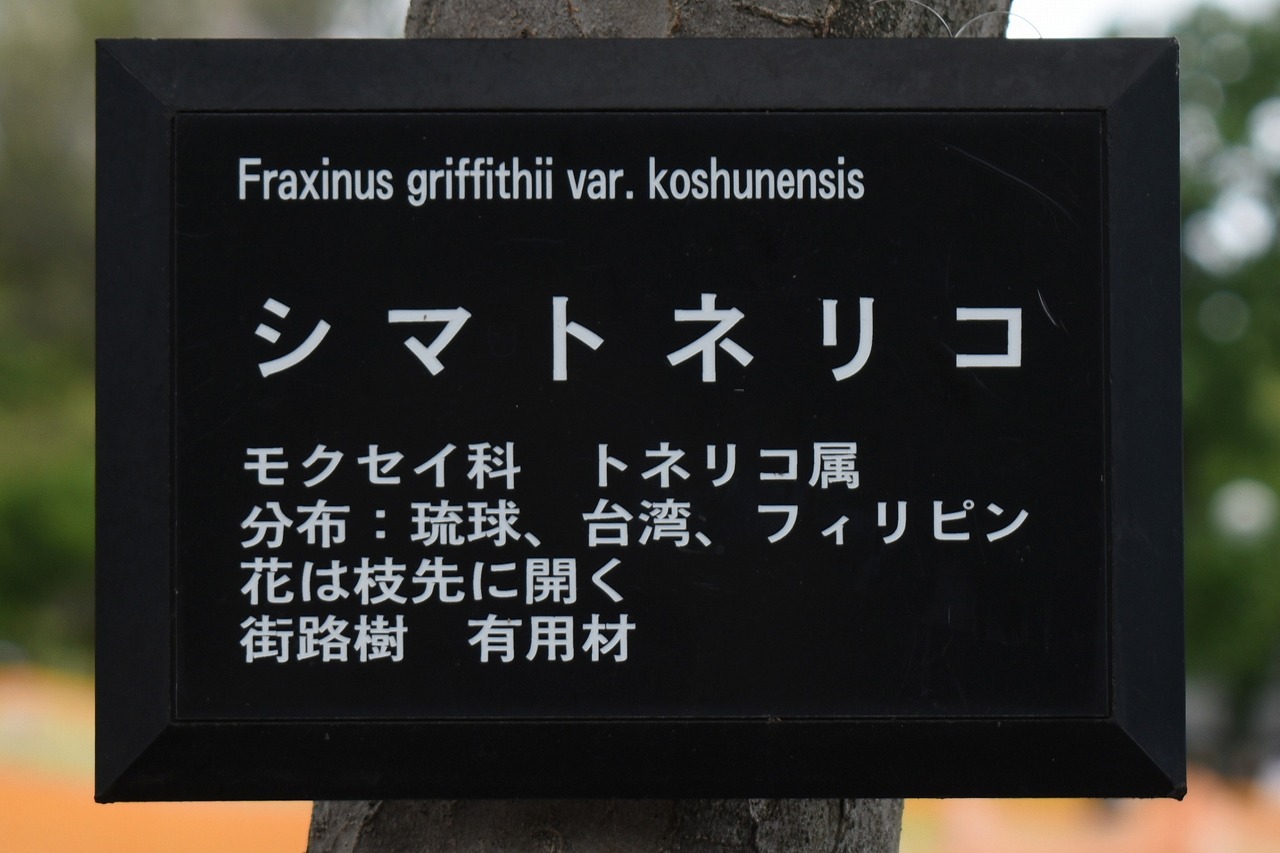 Fraxinus griffithii var. koshunensis
シマトネリコ
モクセイ科　トネリコ属
分布：琉球、台湾、フィリピン
花は枝先に開く
街路樹　有用材